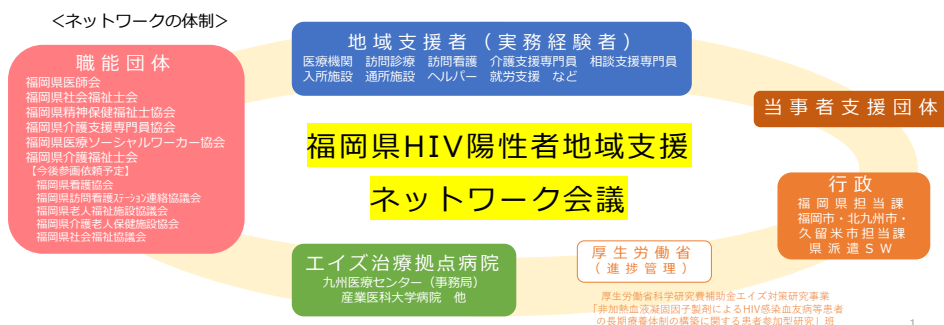 ＜ネットワークの体制＞
職能団体
福岡県医師会
福岡県社会福祉士会
福岡県精神保健福祉士協会
福岡県介護支援専門員協会
福岡県医療ソーシャルワーカー協会
福岡県介護福祉士会
【今後参画依頼予定】
福岡県看護協会
福岡県訪問看護ｽﾃｰｼｮﾝ連絡協議会
福岡県老人福祉施設協議会
福岡県介護老人保健施設協会
福岡県社会福祉協議会
地域支援者（実務経験者）
医療機関　訪問診療　訪問看護　介護支援専門員　相談支援専門員
入所施設　通所施設　ヘルパー　就労支援　など
当事者支援団体
福岡県HIV陽性者地域支援
ネットワーク会議
行政
福岡県担当課
福岡市・北九州市・
久留米市担当課
県派遣ＳＷ
エイズ治療拠点病院
九州医療センター（事務局）
産業医科大学病院　他
厚生労働省
（進捗管理）
厚生労働省科学研究費補助金エイズ対策研究事業
「非加熱血液凝固因子製剤によるHIV感染血友病等患者
の長期療養体制の構築に関する患者参加型研究」班
1